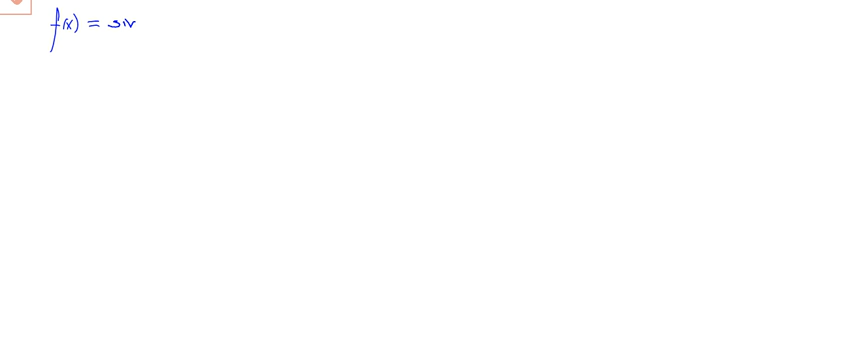 f(x) = sin